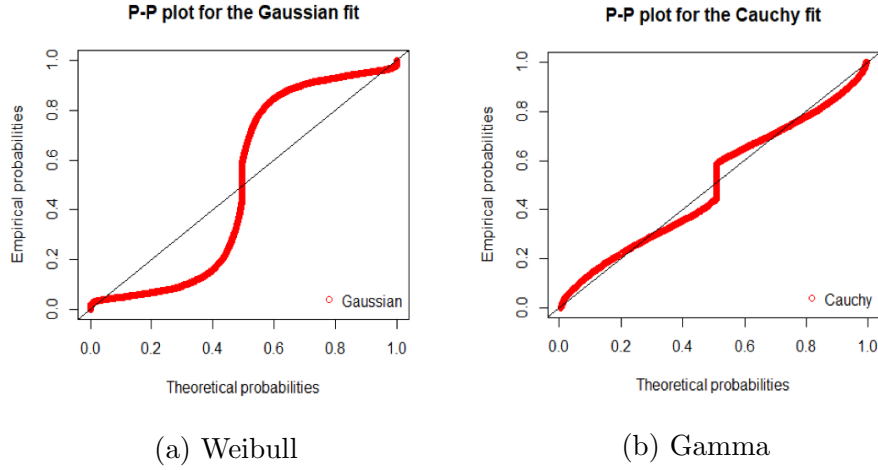 P-P plot for the Gaussian fit
Empirical probabilities
1.0
0.8
0.6
0.4
0.2
0.0
Gaussian
0.0 0.2 0.4 0.6 0.8 1.0
Theoretical probabilities
(a) Weibull
P-P plot for the Cauchy fit
Empirical probabilities
1.0
0.8
0.6
0.4
0.2
0.0
Cauchy
0.0 0.2 0.4 0.6 0.8 1.0
Theoretical probabilities
(b) Gamma